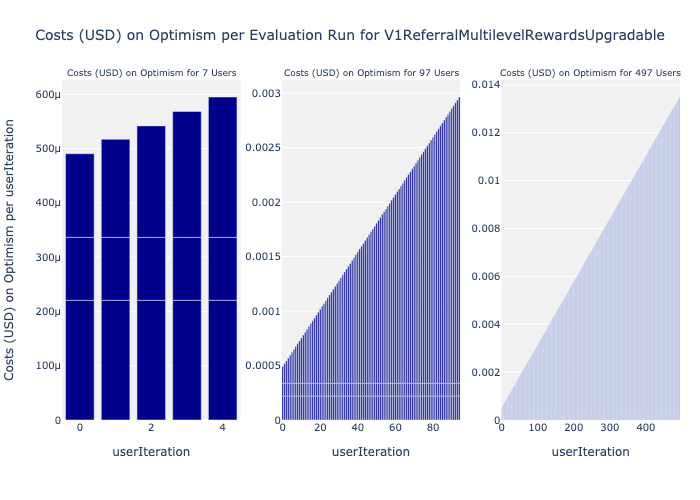 Costs (USD) on Optimism per Evaluation Run for V1ReferralMultilevelRewardsUpgradable
Costs (USD) on Optimism for 7 Users
Costs (USD) on Optimism for 97 Users
Costs (USD) on Optimism for 497 Users
Costs (USD) on Optimism per userIteration
600μ
500μ
400μ
300μ
200μ
100μ
0
0
2
4
userIteration
0.003
0.0025
0.002
0.0015
0.001
0.0005
0
0
20
40
60
80
userIteration
0.014
0.012
0.01
0.008
0.006
0.004
0.002
0
0
100
200
300
400
userIteration